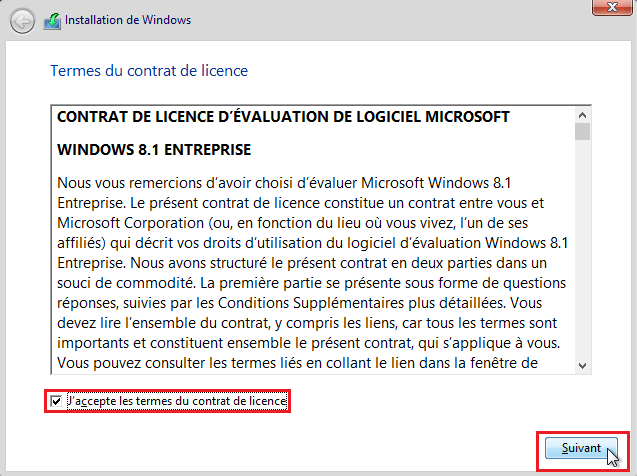 Installation de Windows
Termes du contrat de licence
CONTRAT DE LICENCE D’ÉVALUATION DE LOGICIEL MICROSOFT
WINDOWS 8.1 ENTREPRISE
Nous vous remercions d’avoir choisi d’évaluer Microsoft Windows 8.1
Entreprise. Le présent contrat de licence constitue un contrat entre vous et
Microsoft Corporation (ou, en fonction du lieu où vous vivez, l’un de ses
affiliés) qui décrit vos droits d’utilisation du logiciel d’évaluation Windows 8.1
Entreprise. Nous avons structuré le présent contrat en deux parties dans un
souci de commodité. La première partie se présente sous forme de questions
réponses, suivies par les Conditions Supplémentaires plus détaillées. Vous
devez lire l’ensemble du contrat, y compris les liens, car tous les termes sont
importants et constituent ensemble le présent contrat, qui s’applique à vous.
Vous pouvez consulter les termes liés en collant le lien dans la fenêtre de
J'accepte les termes du contrat de licence
Suivant